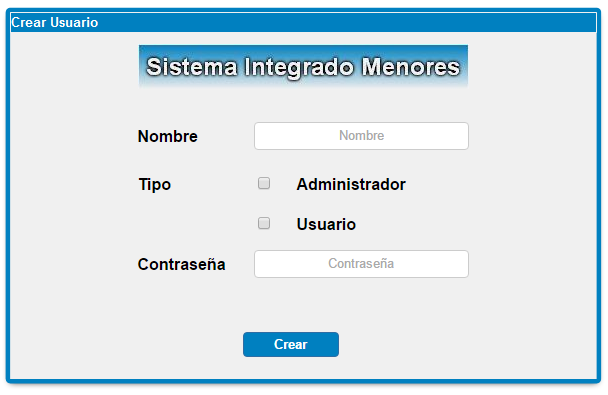 Crear Usuario
Sistema Integrado Menores
Nombre Nombre
Tipo Administrador
Usuario
Contraseña Contraseña
Crear